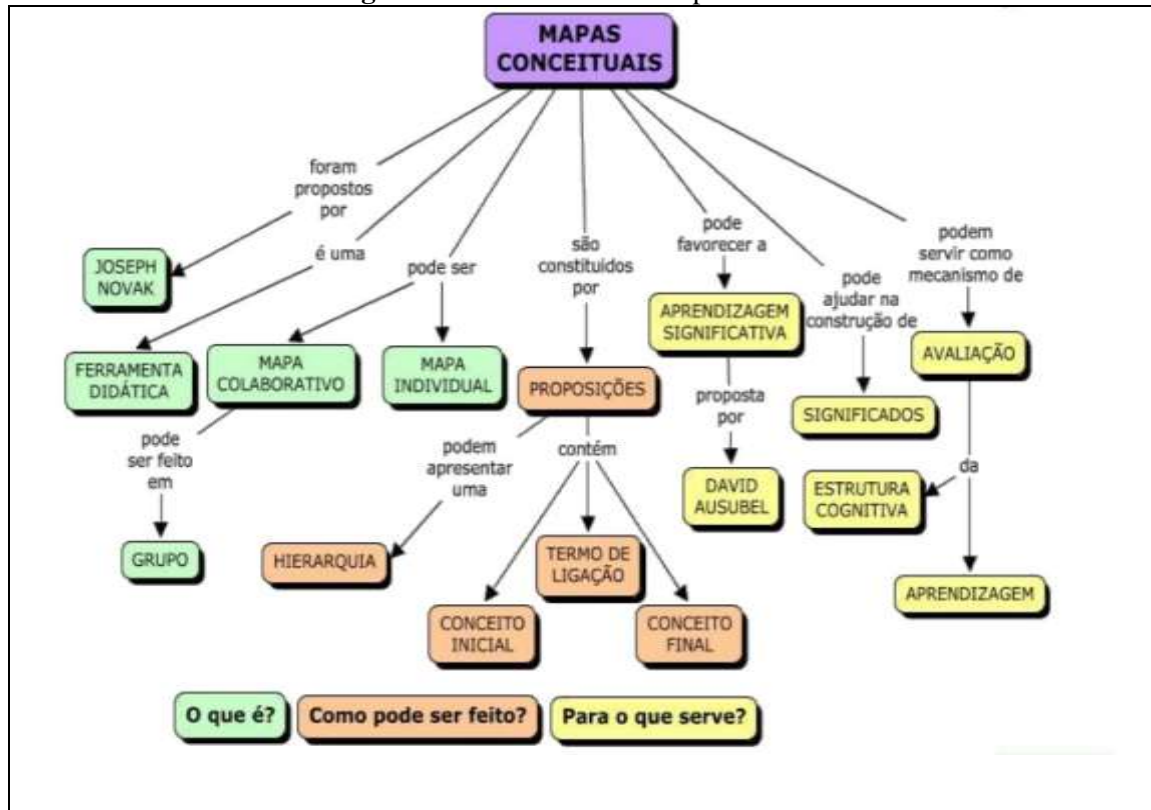 MAPAS
CONCEITUAIS
foram
propostos
por
é uma
pode ser
são
constituídos
por
pode
favorecer a
pode
ajudar na
construção de
podem
servir como
mecanismo de
JOSEPH
NOVAK
FERRAMENTA
DIDÁTICA
MAPA
COLABORATIVO
MAPA
INDIVIDUAL
PROPOSIÇÕES
APRENDIZAGEM
SIGNIFICATIVA
SIGNIFICADOS
AVALIAÇÃO
pode
ser feito
em
GRUPO
podem
apresentar
uma
HIERARQUIA
contém
CONCEITO
INICIAL
TERMO DE
LIGAÇÃO
CONCEITO
FINAL
proposta
por
DAVID
AUSUBEL
da
ESTRUTURA
COGNITIVA
APRENDIZAGEM
O que é?
Como pode ser feito?
Para o que serve?